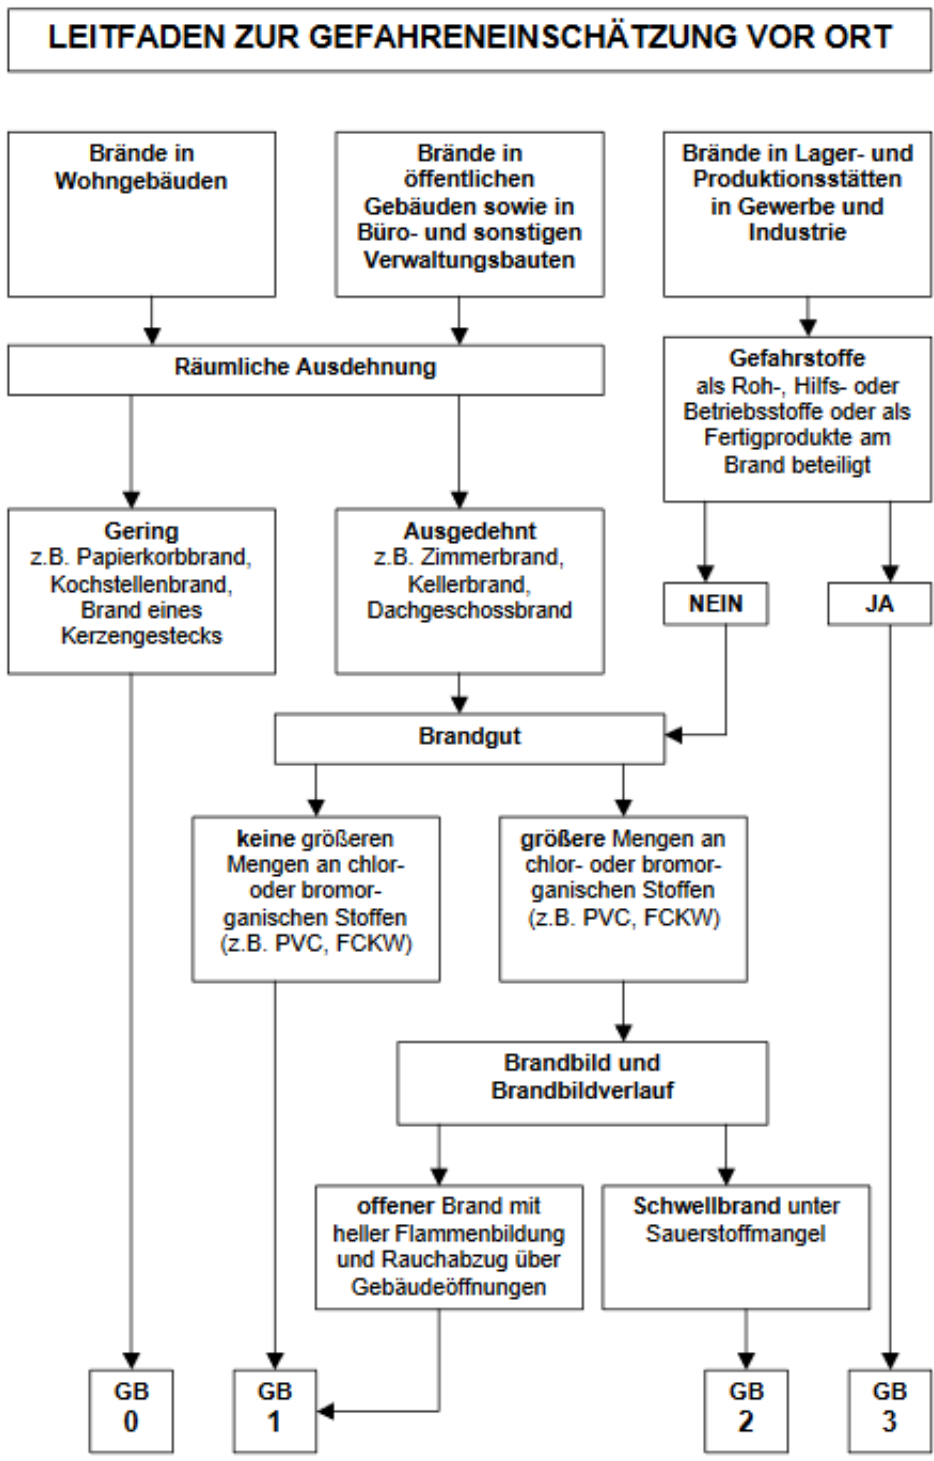 LEITFADEN ZUR GEFAHRENEINSCHÄTZUNG VOR ORT
Brände in
Wohngebäuden
Brände in
öffentlichen
Gebäuden sowie in
Büro- und sonstigen
Verwaltungsbauten
Brände in Lager- und
Produktionsstätten
in Gewerbe und
Industrie
Räumliche Ausdehnung
Gefahrstoffe
als Roh-, Hilfs- oder
Betriebsstoffe oder als
Fertigprodukte am
Brand beteiligt
Gering
z.B. Papierkorbbrand,
Kochstellenbrand,
Brand eines
Kerzengestecks
Ausgedehnt
z.B. Zimmerbrand,
Kellerbrand,
Dachgeschossbrand
NEIN
JA
Brandgut
keine größeren
Mengen an chlor-
oder bromor-
ganischen Stoffen
(z.B. PVC, FCKW)
größere Mengen an
chlor- oder bromor-
ganischen Stoffen
(z.B. PVC, FCKW)
Brandbild und
Brandbildverlauf
offener Brand mit
heller Flammenbildung
und Rauchabzug über
Gebäudeöffnungen
Schwellbrand unter
Sauerstoffmangel
GB
0
GB
1
GB
2
GB
3